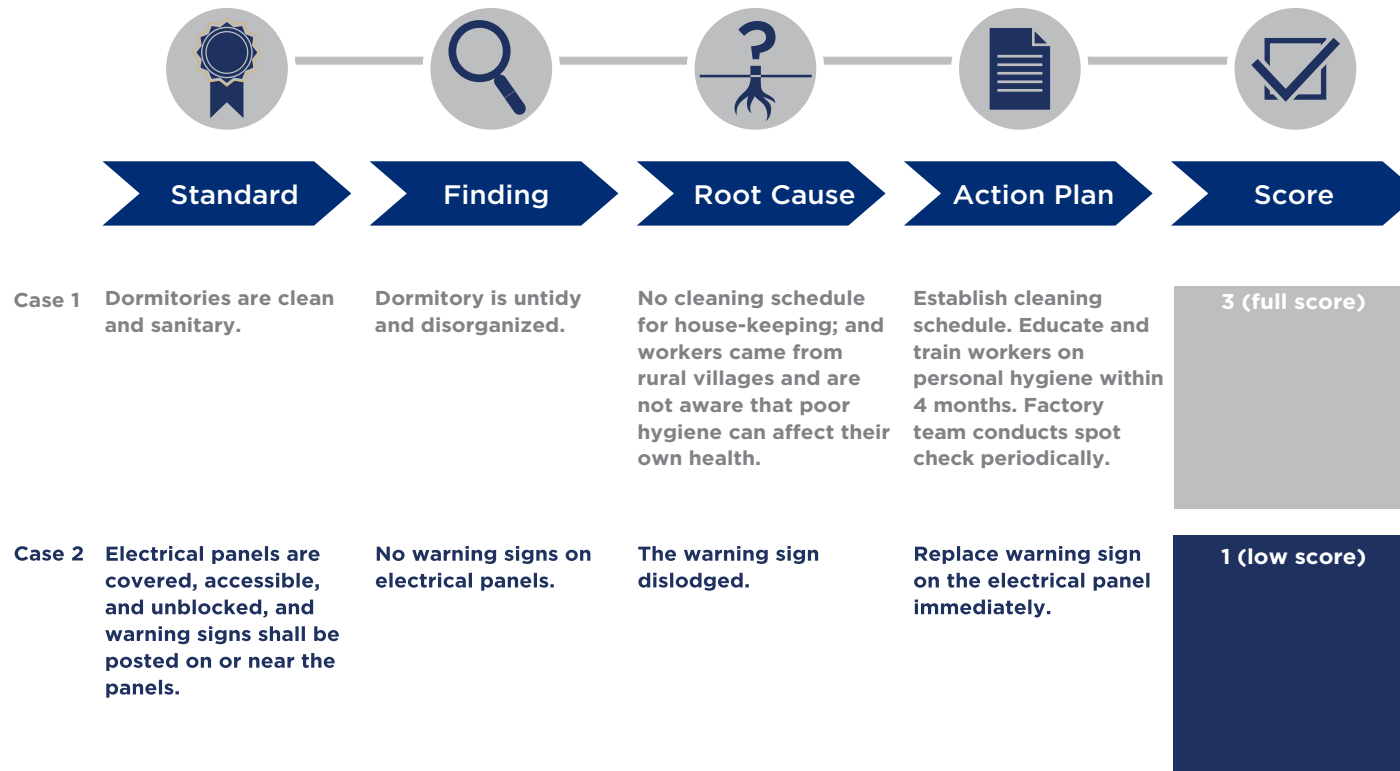 Standard
Finding
Root Cause
Action Plan
Score
Case 1
Dormitories are clean
and sanitary.
Dormitory is untidy
and disorganized.
No cleaning schedule
for house-keeping; and
workers came from
rural villages and are
not aware that poor
hygiene can affect their
own health.
Establish cleaning
schedule. Educate and
train workers on
personal hygiene within
4 months. Factory
team conducts spot
check periodically.
3 (full score)
Case 2
Electrical panels are
covered, accessible,
and unblocked, and
warning signs shall be
posted on or near the
panels.
No warning signs on
electrical panels.
The warning sign
dislodged.
Replace warning sign
on the electrical panel
immediately.
1 (low score)